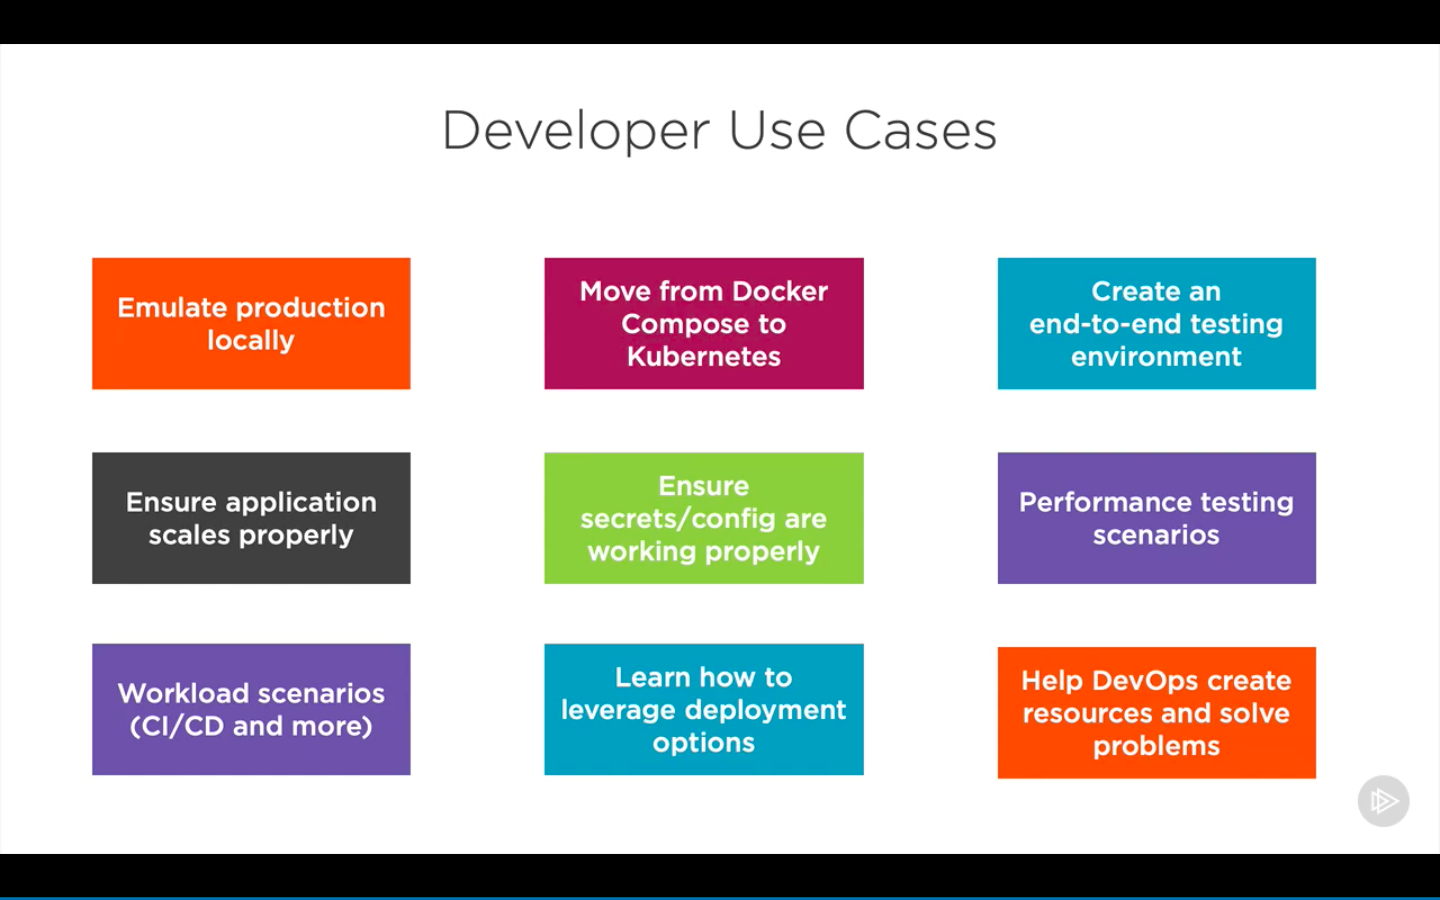 Developer Use Cases
Emulate production
locally
Move from Docker
Compose to
Kubernetes
Create an
end-to-end testing
environment
Ensure application
scales properly
Ensure
secrets/config are
working properly
Performance testing
scenarios
Workload scenarios
(CI/CD and more)
Learn how to
leverage deployment
options
Help DevOps create
resources and solve
problems